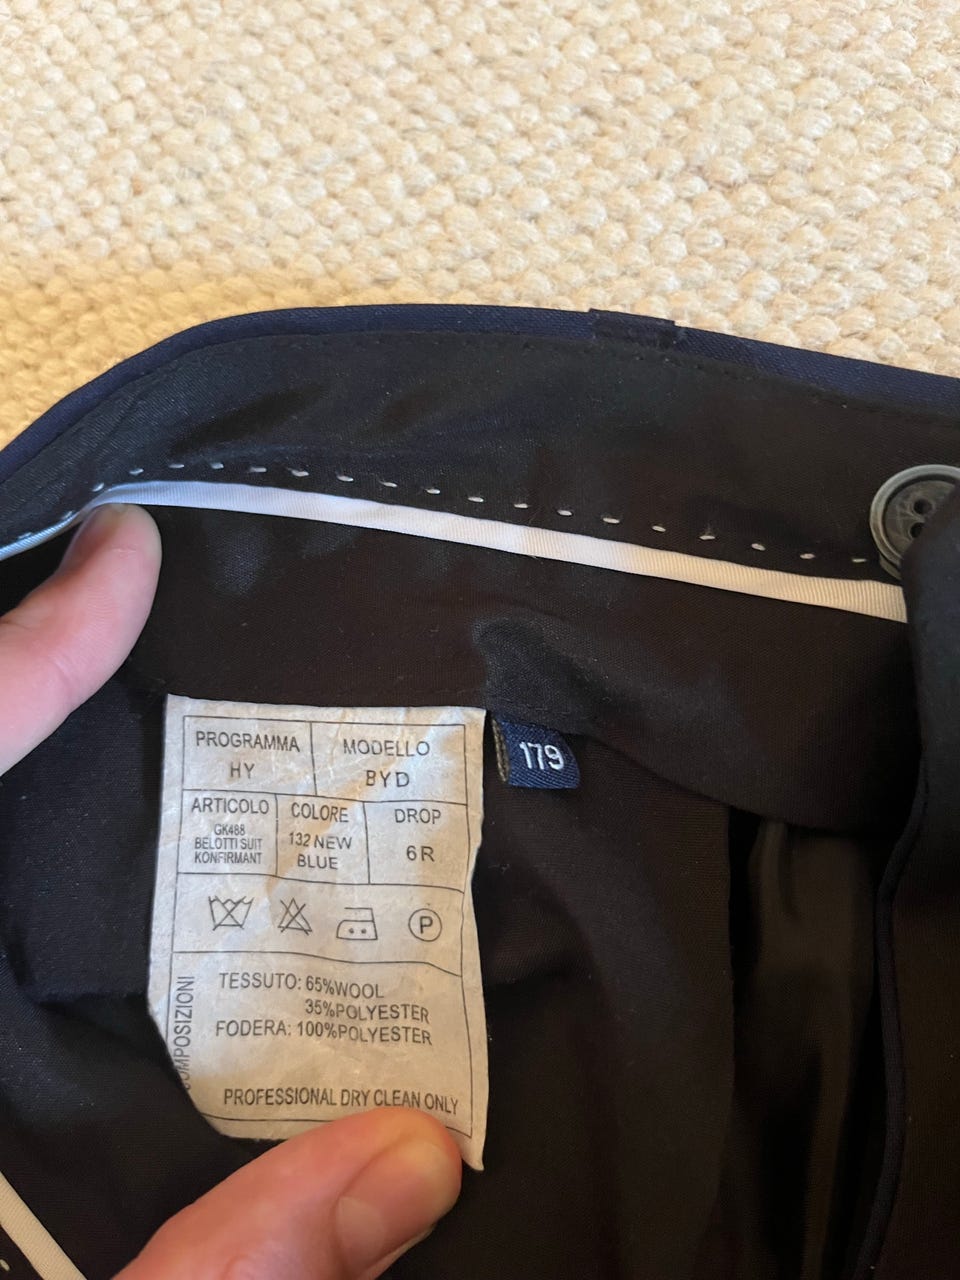 PROGRAMMA
HY
MODELLO
BYD
ARTICOLO
GK488
BELOTTI SUIT
KONFIRMANT
COLORE
132 NEW
BLUE
DROP
6R
P
COMPOSIZIONI
TESSUTO: 65%WOOL
35%POLYESTER
FODERA: 100%POLYESTER
PROFESSIONAL DRY CLEAN ONLY
179